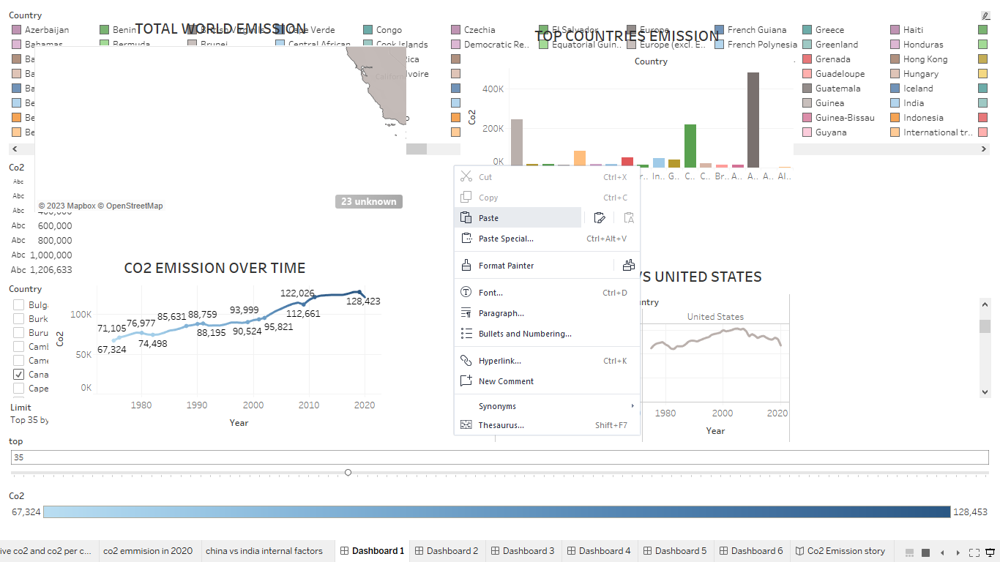 Country
TOTAL WORLD EMISSION
TOP COUNTRIES EMISSION
Azerbaijan
Benin
Cape Verde
Congo
Czechia
El Salvador
Europe
French Guiana
Greece
Haiti
Bahamas
Bermuda
Brunei
Central African
Cook Islands
Democratic Re..
Equatorial Guin..
Europe (excl. E..
French Polynesia
Greenland
Honduras
Ba
Grenada
Hong Kong
Ba
Ivoire
Guadeloupe
Hungary
Ba
Guatemala
Iceland
Be
Guinea
India
Be
Guinea-Bissau
Indonesia
Be
Guyana
International tr..
Country
Co2
400K
200K
0K
In..
G..
C..
C..
Br..
A..
A..
A..
Al..
Co2
Abc
Abc
Abc 400,000
Abc 600,000
Abc 800,000
Abc 1,000,000
Abc 1,206,633
© 2023 Mapbox © OpenStreetMap
23 unknown
Cut Ctrl+X
Copy Ctrl+C
Paste
Paste Special... Ctrl+Alt+V
Format Painter
Font... Ctrl+D
Paragraph...
Bullets and Numbering...
Hyperlink... Ctrl+K
New Comment
Synonyms
Thesaurus... Shift+F7
CO2 EMISSION OVER TIME
VS UNITED STATES
Country
Bulg
Burk
Buru
Camb
Came
Cana
Cape
Co2
100K
50K
0K
71,105
67,324
76,977
74,498
85,631
88,759
88,195
93,999
90,524
95,821
122,026
112,661
128,423
1980 1990 2000 2010 2020
Year
ntry
United States
1980 2000 2020
Year
Limit
Top 35 by
top
35
Co2
67,324
128,453
ive co2 and co2 per c...
co2 emmision in 2020
china vs india internal factors
Dashboard 1
Dashboard 2
Dashboard 3
Dashboard 4
Dashboard 5
Dashboard 6
Co2 Emission story